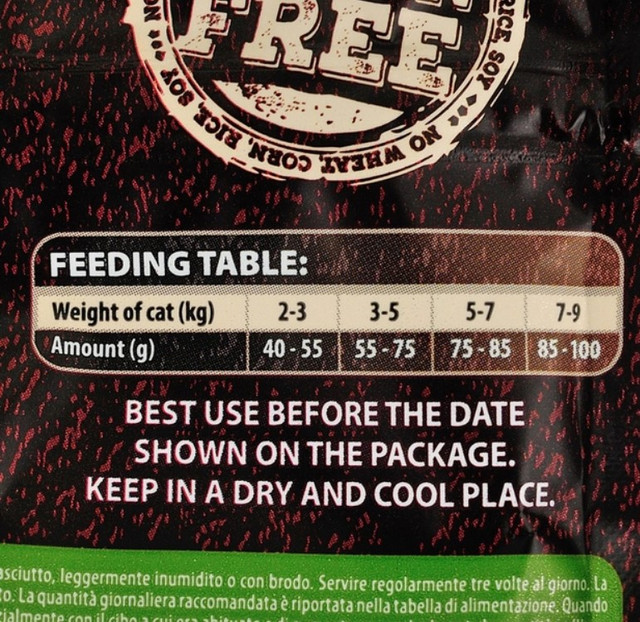 FREE
NO WHEAT, CORN, RICE, SOY
RICE, SOY
NO
FEEDING TABLE:
Weight of cat (kg) 2-3 3-5 5-7 7-9
Amount (g) 40 - 55 55 - 75 75 - 85 85 - 100
BEST USE BEFORE THE DATE
SHOWN ON THE PACKAGE.
KEEP IN A DRY AND COOL PLACE.
asciutto, leggermente inumidito o con brodo. Servire regolarmente tre volte al giorno. La
to. La quantità giornaliera raccomandata è riportata nella tabella di alimentazione. Quando